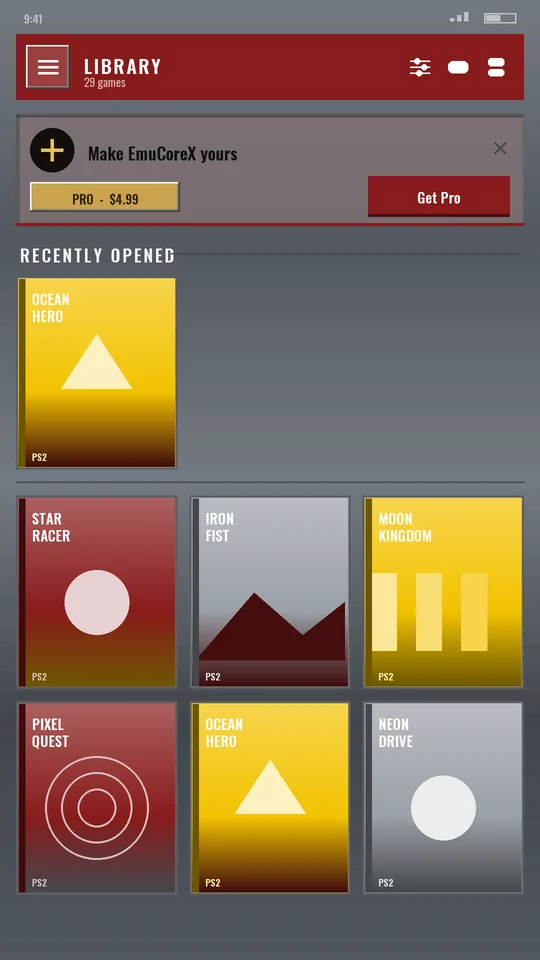 9:41
LIBRARY
29 games
Make EmuCoreX yours
PRO - $4.99
Get Pro
RECENTLY OPENED
OCEAN
HERO
PS2
STAR
RACER
PS2
IRON
FIST
PS2
MOON
KINGDOM
PS2
PIXEL
QUEST
PS2
OCEAN
HERO
PS2
NEON
DRIVE
PS2